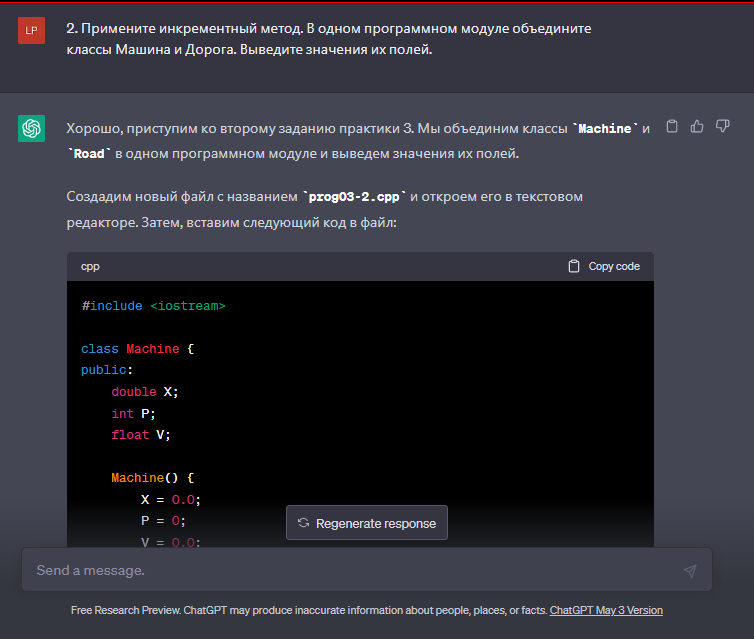 LP
2. Примените инкрементный метод. В одном программном модуле объедините
классы Машина и Дорога. Выведите значения их полей.
Хорошо, приступим ко второму заданию практики 3. Мы объединим классы `Machine` и
`Road` в одном программном модуле и выведем значения их полей.
Создадим новый файл с названием `prog03-2.cpp` и откроем его в текстовом
редакторе. Затем, вставим следующий код в файл:
cpp
Copy code
#include <iostream>
class Machine {
public:
double X;
int P;
float V;
Machine() {
X = 0.0;
P = 0;
V = 0.0;
Regenerate response
Send a message.
Free Research Preview. ChatGPT may produce inaccurate information about people, places, or facts. ChatGPT May 3 Version